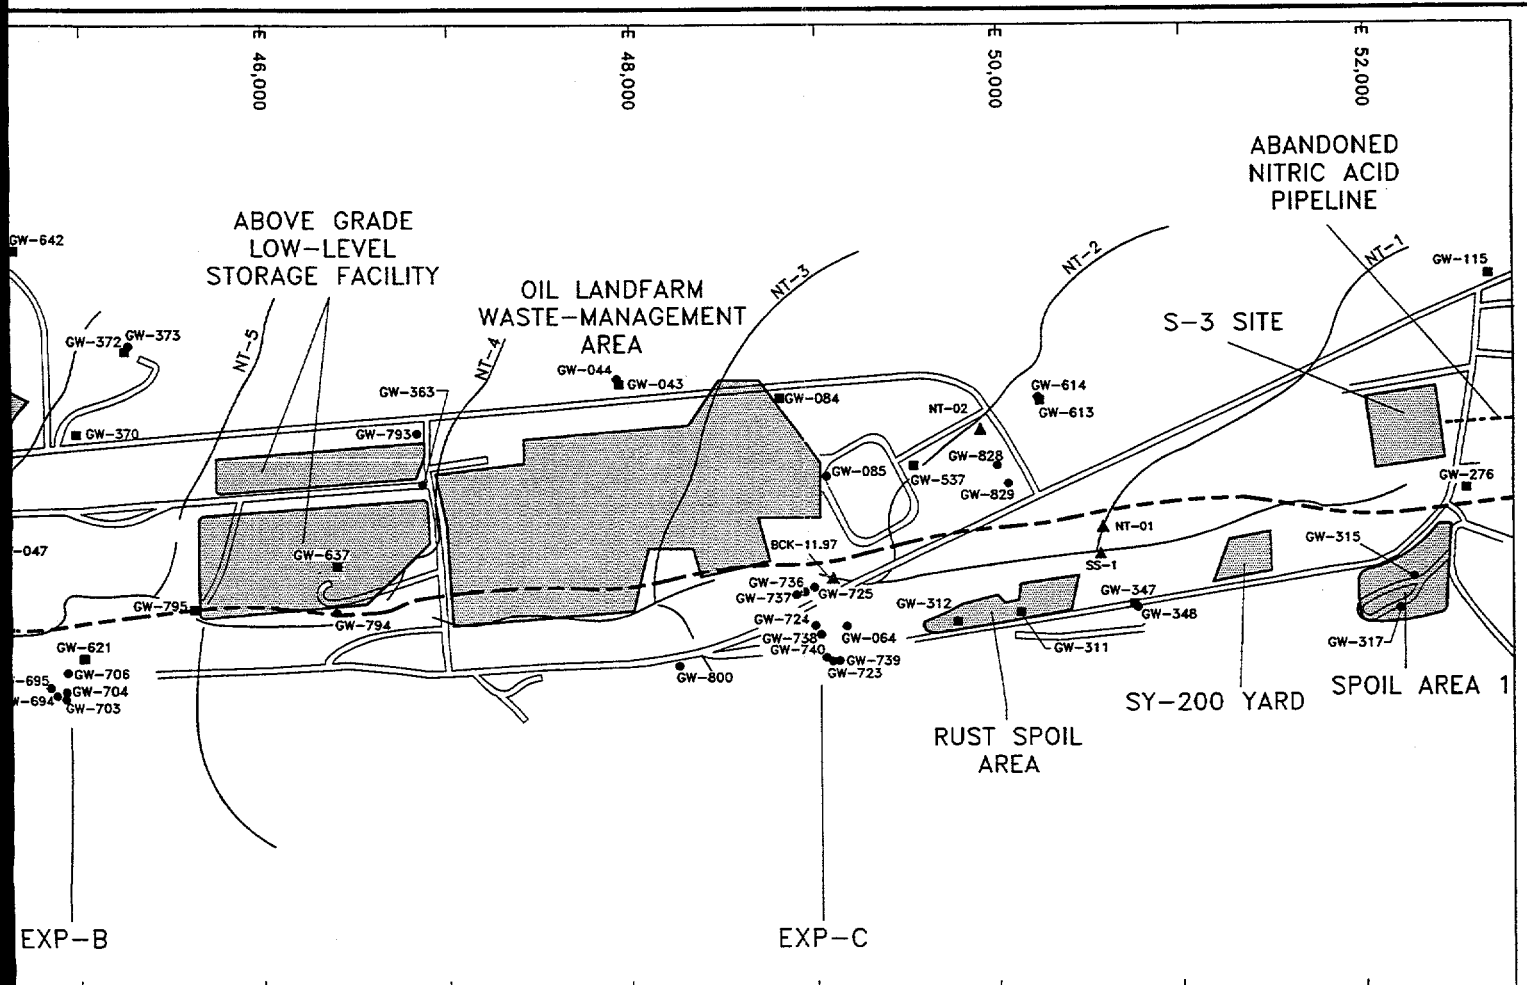 E 46,000
E 48,000
E 50,000
E 52,000
ABANDONED
NITRIC ACID
PIPELINE
ABOVE GRADE
LOW-LEVEL
STORAGE FACILITY
GW-642
NT-1
NT-2
NT-3
GW-115
OIL LANDFARM
WASTE-MANAGEMENT
AREA
S-3 SITE
GW-373
GW-372
NT-5
NT-4
GW-044
GW-043
GW-363
GW-084
GW-614
GW-613
NT-02
GW-370
GW-793
GW-828
GW-085
GW-537
GW-829
GW-276
NT-01
GW-315
-047
BCK-11.97
GW-637
SS-1
GW-736
GW-737
GW-725
GW-347
GW-348
GW-312
GW-795
GW-794
GW-724
GW-738
GW-064
GW-740
GW-739
GW-723
GW-311
GW-317
GW-621
GW-706
-695
GW-704
W-694
GW-703
GW-800
SY-200 YARD
SPOIL AREA 1
RUST SPOIL
AREA
EXP-B
EXP-C